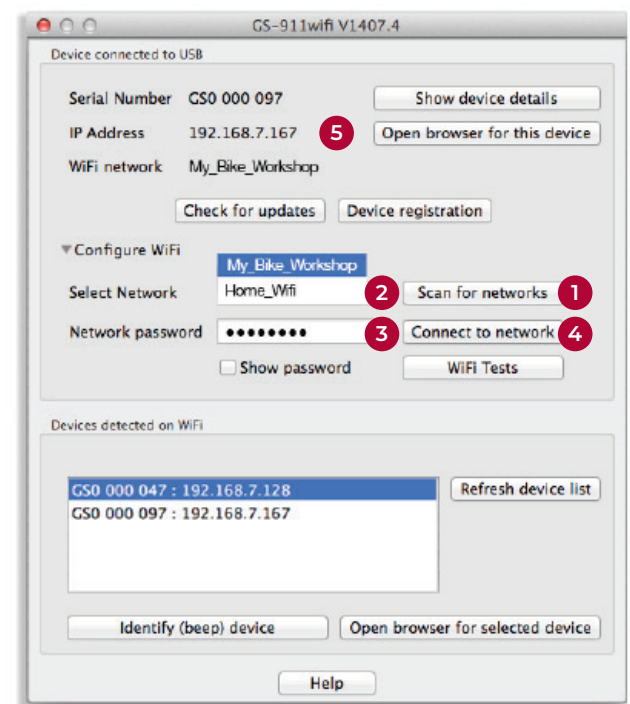 GS-911wifi V1407.4
Device connected to USB
Serial Number GS0 000 097 Show device details
IP Address 192.168.7.167 5 Open browser for this device
WiFi network My_Bike_Workshop
Check for updates Device registration
Configure WiFi
My_Bike_Workshop
Select Network Home_Wifi 2 Scan for networks 1
Network password ●●●●●●●● 3 Connect to network 4
Show password WiFi Tests
Devices detected on WiFi
GS0 000 047 : 192.168.7.128 Refresh device list
GS0 000 097 : 192.168.7.167
Identify (beep) device Open browser for selected device
Help